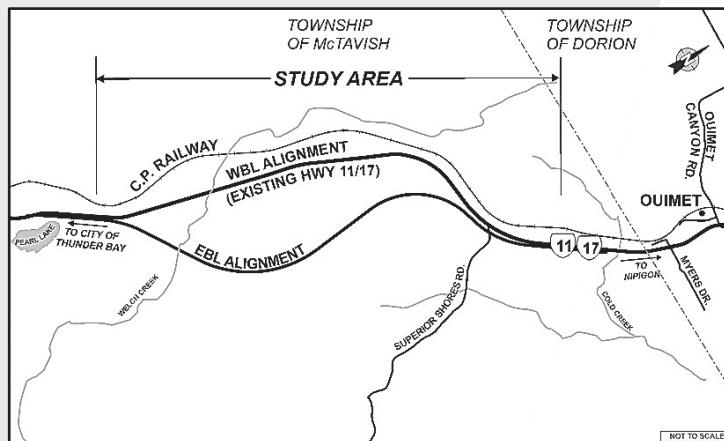 TOWNSHIP
OF McTAVISH
TOWNSHIP
OF DORION
STUDY AREA
OUIMET
CANYON RD.
C.P. RAILWAY
WBL ALIGNMENT
(EXISTING HWY 11/17)
OUIMET
PEARL LAKE
TO CITY OF
THUNDER BAY
EBL ALIGNMENT
11
17
TO
NIPIGON
MYERS DR.
WELCH CREEK
SUPERIOR SHORES RD.
COLD CREEK
NOT TO SCALE